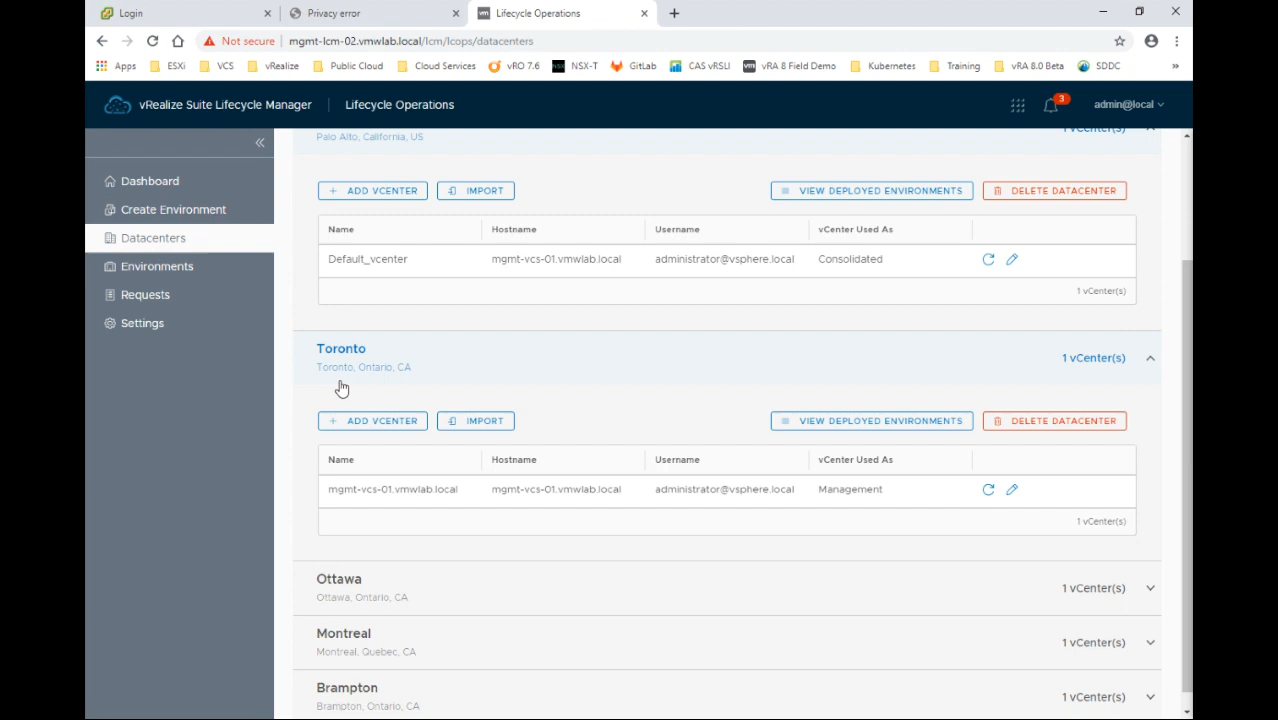 Login
Privacy error
vm Lifecycle Operations
Not secure mgmt-lcm-02.vmwlab.local/lcm/lcops/datacenters
Apps ESXi VCS vRealize Public Cloud Cloud Services vRO 7.6 NSX NSX-T GitLab CAS vRSLI vm vRA 8 Field Demo Kubernetes Training vRA 8.0 Beta SDDC »
vRealize Suite Lifecycle Manager Lifecycle Operations 3 admin@local
Dashboard
Create Environment
Datacenters
Environments
Requests
Settings
Palo Alto, California, US 1 vCenter(s)
+ ADD VCENTER IMPORT VIEW DEPLOYED ENVIRONMENTS DELETE DATACENTER
Name Hostname Username vCenter Used As
Default_vcenter mgmt-vcs-01.vmwlab.local administrator@vsphere.local Consolidated
1 vCenter(s)
Toronto
Toronto, Ontario, CA
1 vCenter(s)
+ ADD VCENTER IMPORT VIEW DEPLOYED ENVIRONMENTS DELETE DATACENTER
Name Hostname Username vCenter Used As
mgmt-vcs-01.vmwlab.local mgmt-vcs-01.vmwlab.local administrator@vsphere.local Management
1 vCenter(s)
Ottawa
Ottawa, Ontario, CA
1 vCenter(s)
Montreal
Montreal, Quebec, CA
1 vCenter(s)
Brampton
Brampton, Ontario, CA
1 vCenter(s)